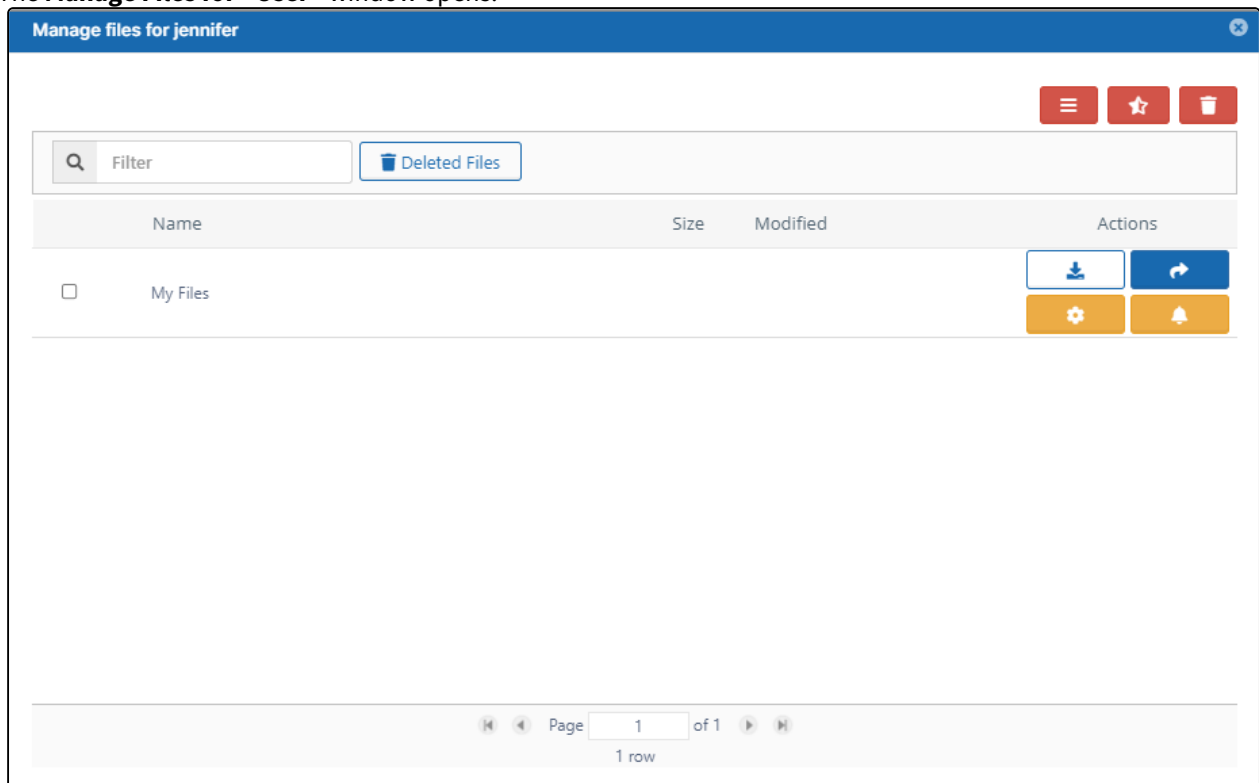 Manage files for jennifer
Filter
Deleted Files
Name Size Modified Actions
My Files
Page 1 of 1
1 row